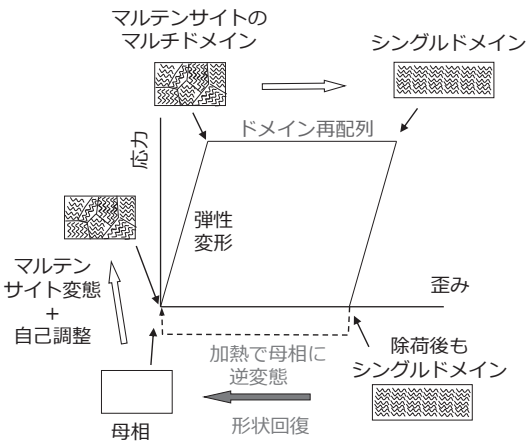 マルテンサイトの
マルチドメイン
シングルドメイン
ドメイン再配列
応力
弾性
変形
マルテン
サイト変態
+
自己調整
歪み
加熱で母相に
逆変態
除荷後も
シングルドメイン
形状回復
母相